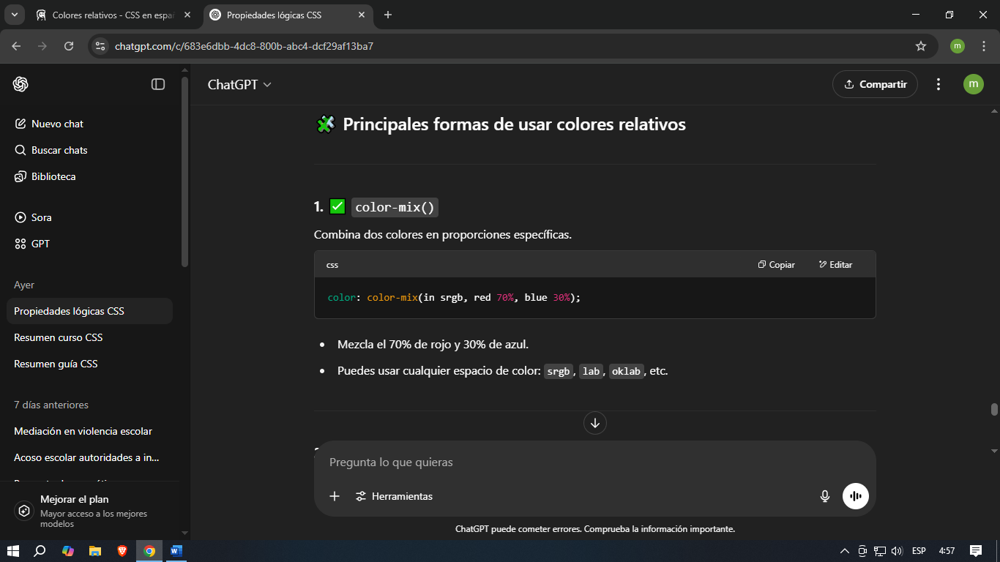 Colores relativos - CSS en espa
Propiedades lógicas CSS
chatgpt.com/c/683e6dbb-4dc8-800b-abc4-dcf29af13ba7
m
ChatGPT
Compartir
m
Nuevo chat
Buscar chats
Biblioteca
Sora
GPT
Ayer
Propiedades lógicas CSS
Resumen curso CSS
Resumen guía CSS
7 días anteriores
Mediación en violencia escolar
Acoso escolar autoridades a in...
Mejorar el plan
Mayor acceso a los mejores
modelos
Principales formas de usar colores relativos
1. ✅ color-mix()
Combina dos colores en proporciones específicas.
css
Copiar
Editar
color: color-mix(in srgb, red 70%, blue 30%);
• Mezcla el 70% de rojo y 30% de azul.
• Puedes usar cualquier espacio de color: srgb, lab, oklab, etc.
Pregunta lo que quieras
Herramientas
ChatGPT puede cometer errores. Comprueba la información importante.
ESP
4:57